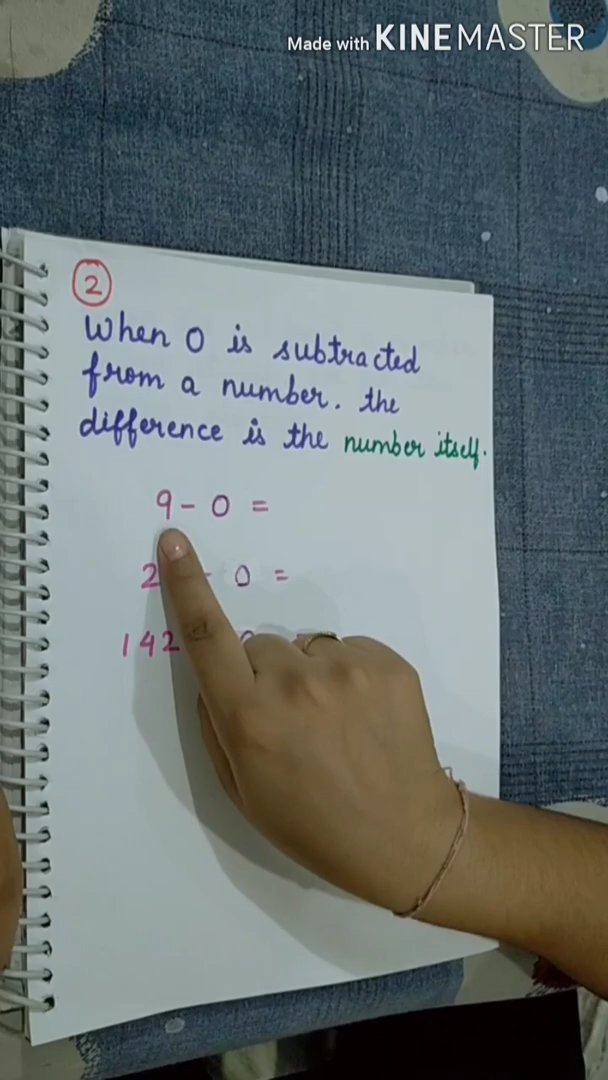 Made with KINEMASTER
2
When 0 is subtracted
from a number. the
difference is the number itself.
9 - 0 =
2 - 0 =
142